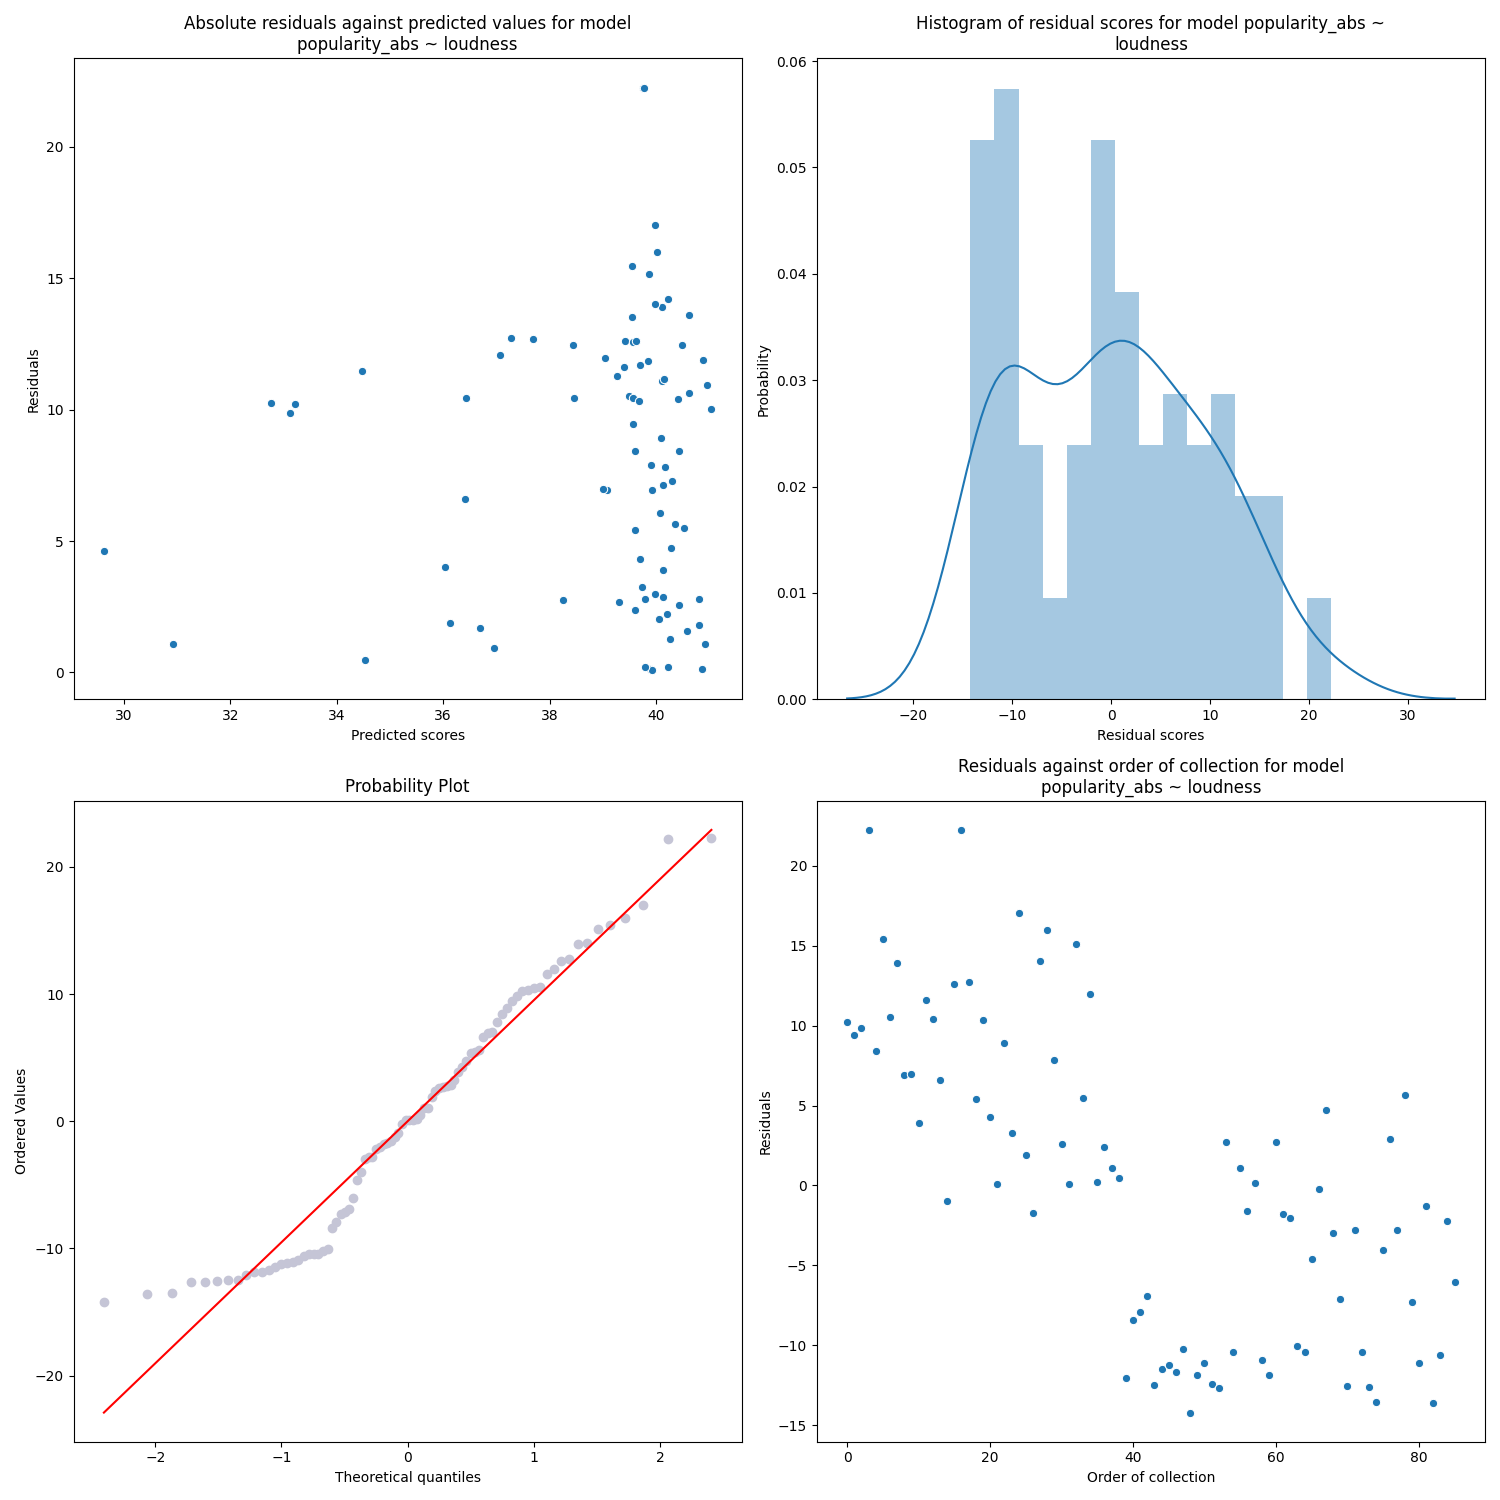 Absolute residuals against predicted values for model
popularity_abs ~ loudness
Residuals
20
15
10
5
0
30 32 34 36 38 40
Predicted scores
Histogram of residual scores for model popularity_abs ~
loudness
Probability
0.06
0.05
0.04
0.03
0.02
0.01
0.00
−20 −10 0 10 20 30
Residual scores
Probability Plot
Ordered Values
20
10
0
−10
−20
−2 −1 0 1 2
Theoretical quantiles
Residuals against order of collection for model
popularity_abs ~ loudness
Residuals
20
15
10
5
0
−5
−10
−15
0 20 40 60 80
Order of collection